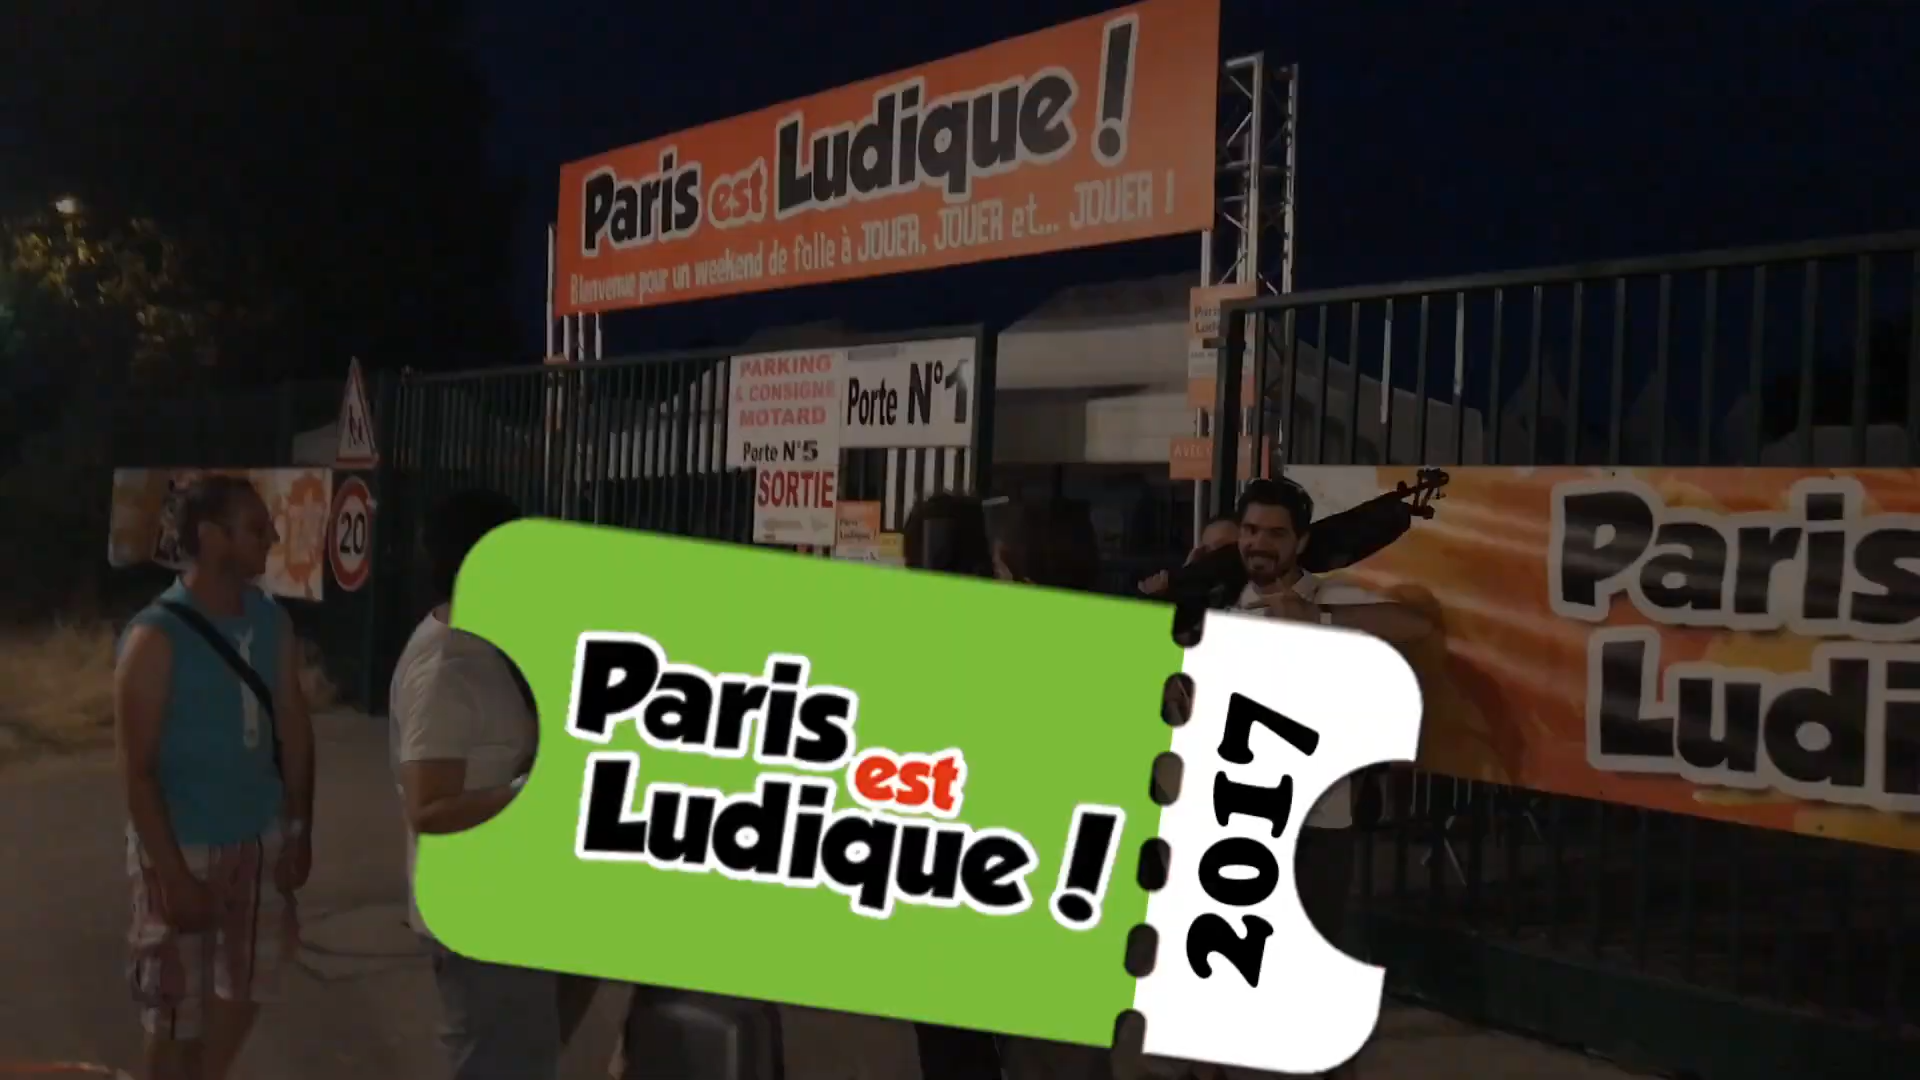 Paris est Ludique !
Bienvenue pour un weekend de folie à JOUER, JOUER et... JOUER !
PARKING
& CONSIGNE
MOTARD
Porte N°5
SORTIE
Porte N°1
20
Paris
Ludi
Paris
est
Ludique !
2017